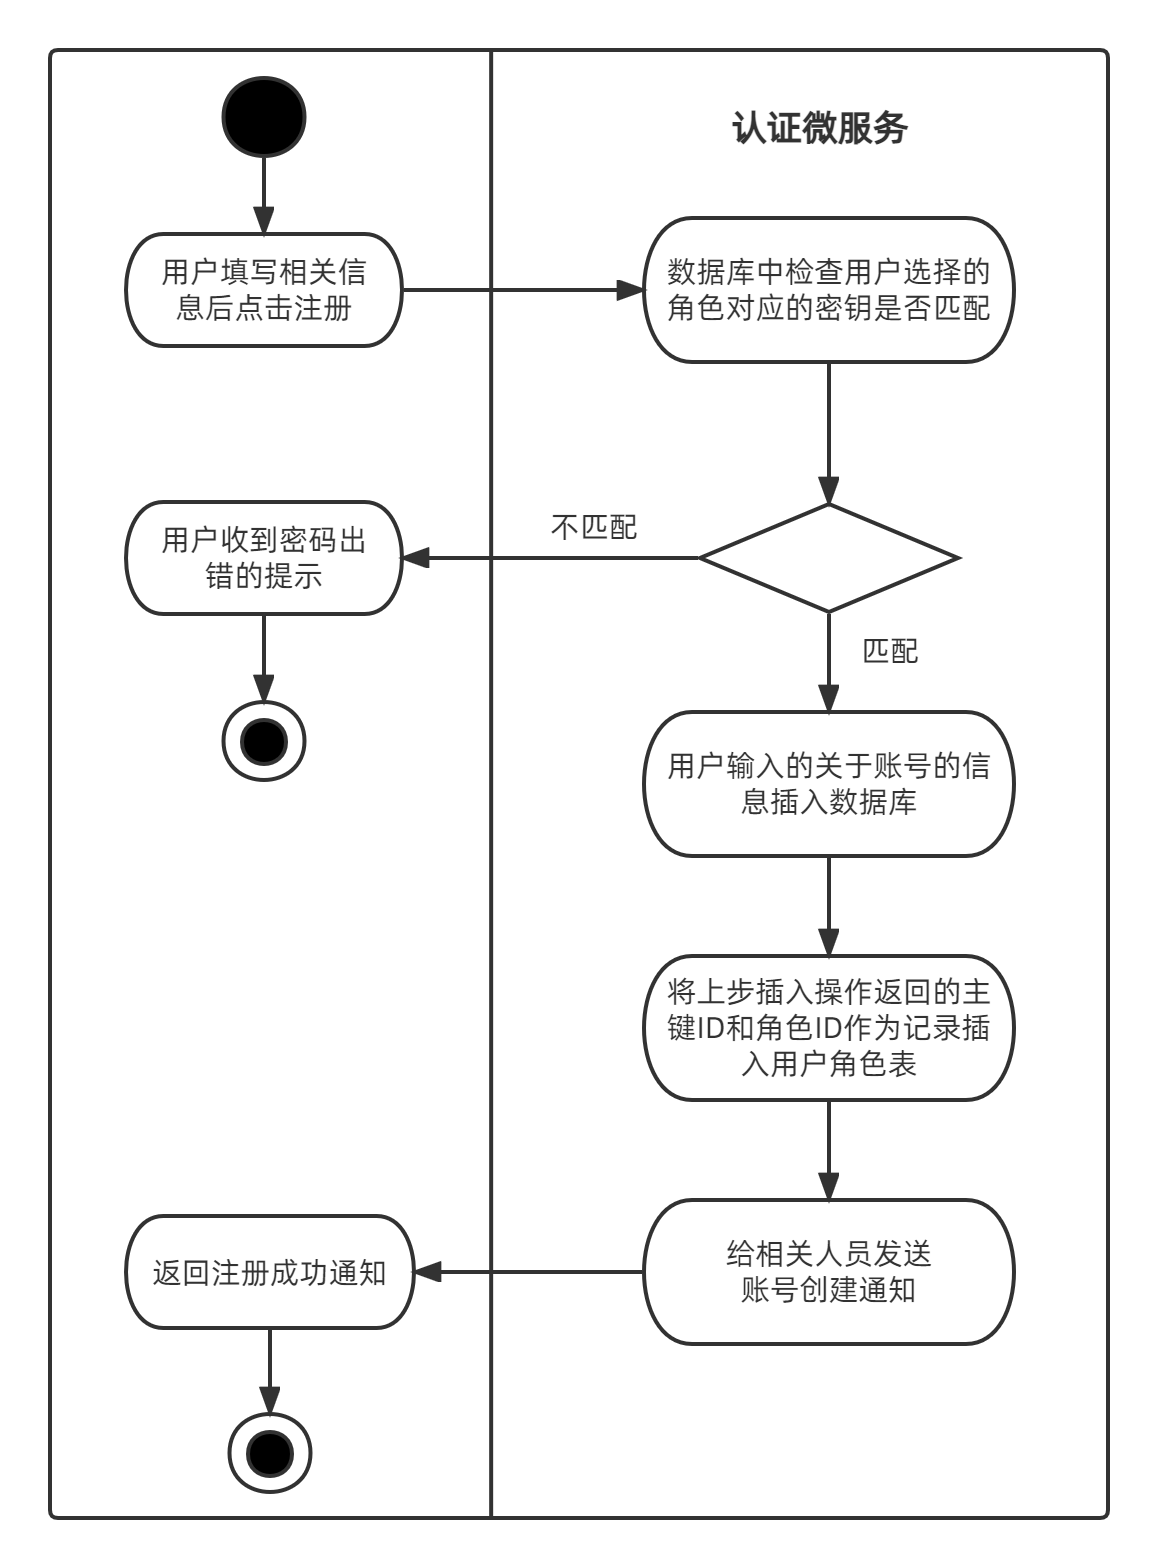 认证微服务
用户填写相关信
息后点击注册
数据库中检查用户选择的
角色对应的密钥是否匹配
不匹配
用户收到密码出
错的提示
匹配
用户输入的关于账号的信
息插入数据库
将上步插入操作返回的主
键ID和角色ID作为记录插
入用户角色表
给相关人员发送
账号创建通知
返回注册成功通知